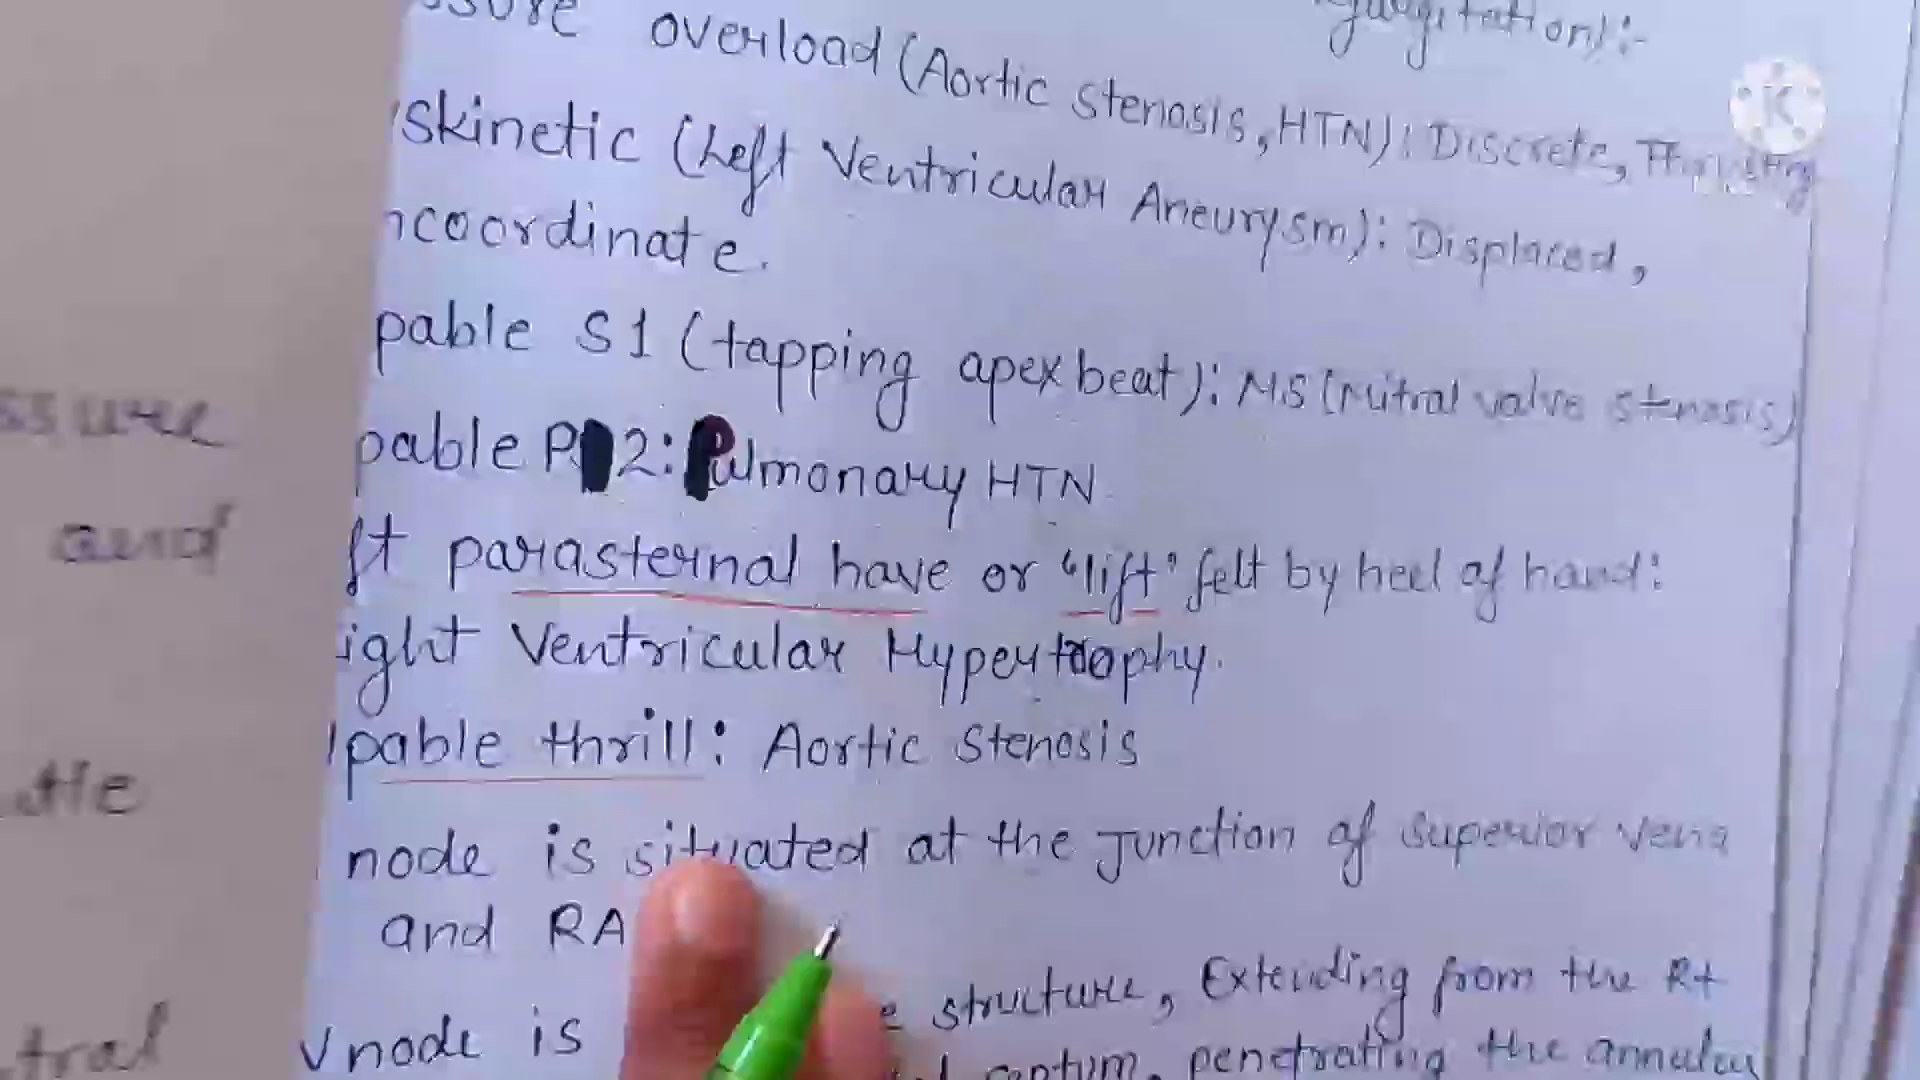 overload (Aortic stenosis, HTN): Discrete, Thrusting
skinetic (Left Ventricular Aneurysm): Displaced,
ncoordinate.
pable S1 (tapping apex beat): MS (Mitral valve stenosis)
pable P 2: Pulmonary HTN
ft parasternal have or "lift" felt by heel of hand:
ight Ventricular Hypertrophy.
lpable thrill: Aortic Stenosis
node is situated at the Junction of superior vena
and RA
V node is structure, Extending from the Rt
penetrating the annulus
ssure
and
K